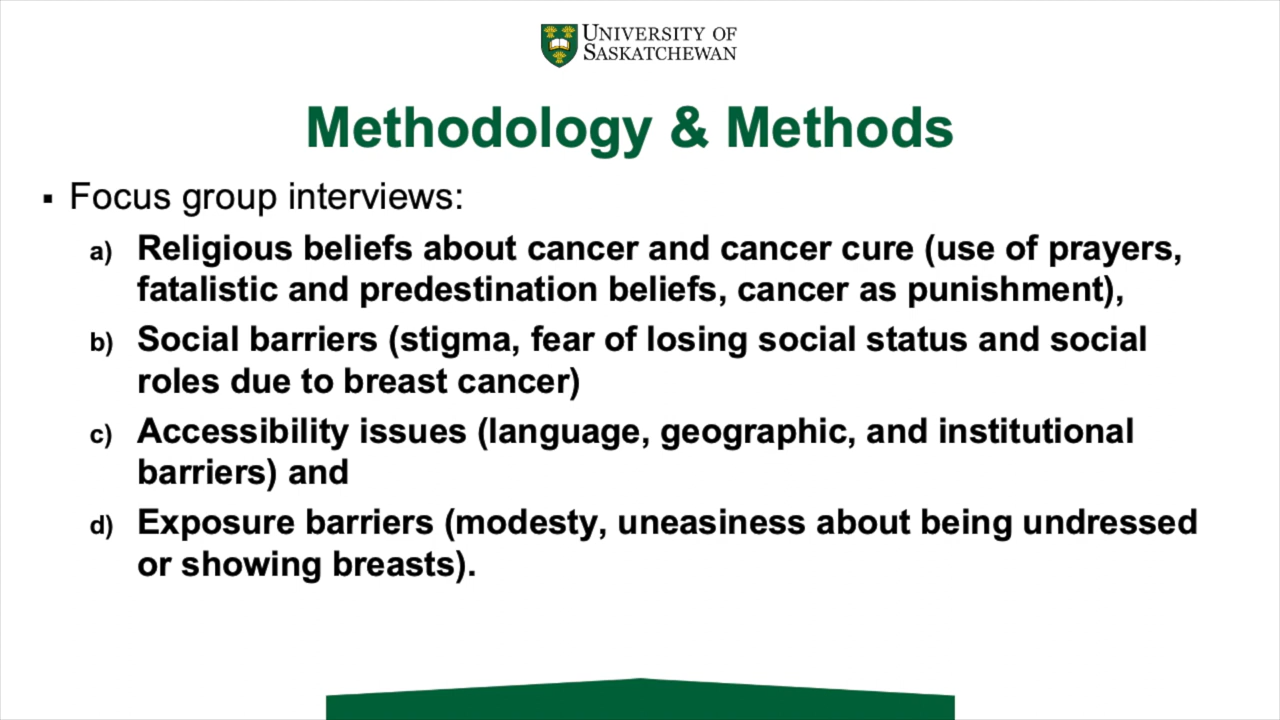 UNIVERSITY OF
SASKATCHEWAN
Methodology & Methods
▪ Focus group interviews:
a) Religious beliefs about cancer and cancer cure (use of prayers,
fatalistic and predestination beliefs, cancer as punishment),
b) Social barriers (stigma, fear of losing social status and social
roles due to breast cancer)
c) Accessibility issues (language, geographic, and institutional
barriers) and
d) Exposure barriers (modesty, uneasiness about being undressed
or showing breasts).